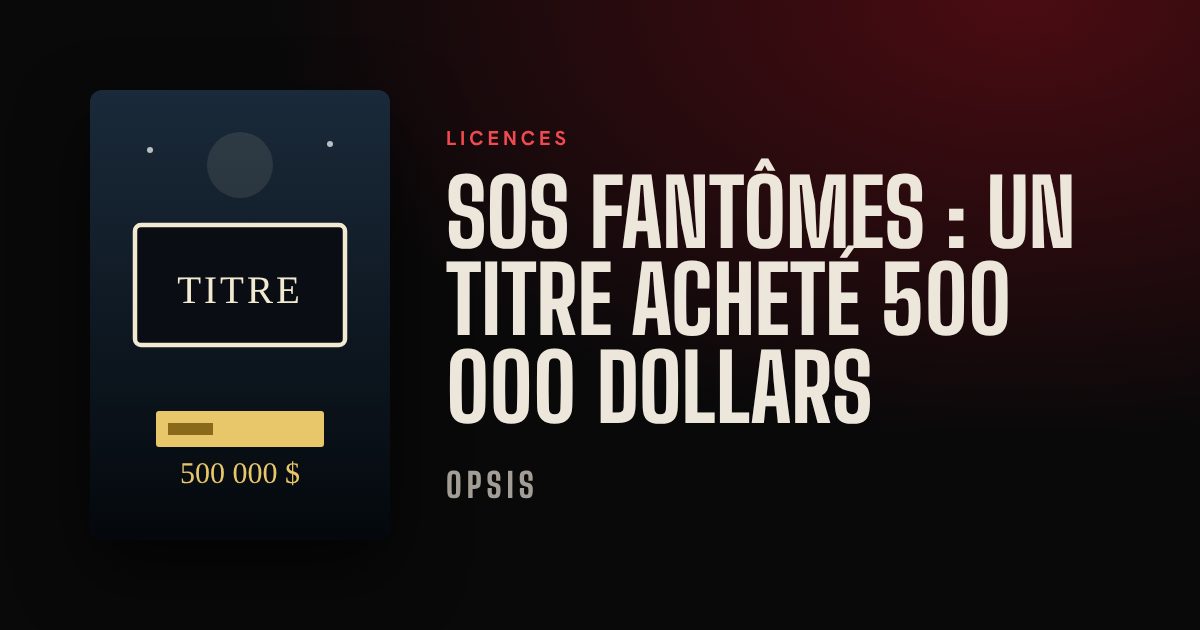 TITRE
500 000 $
LICENCES
SOS FANTÔMES : UN
TITRE ACHETÉ 500
000 DOLLARS
OPSIS